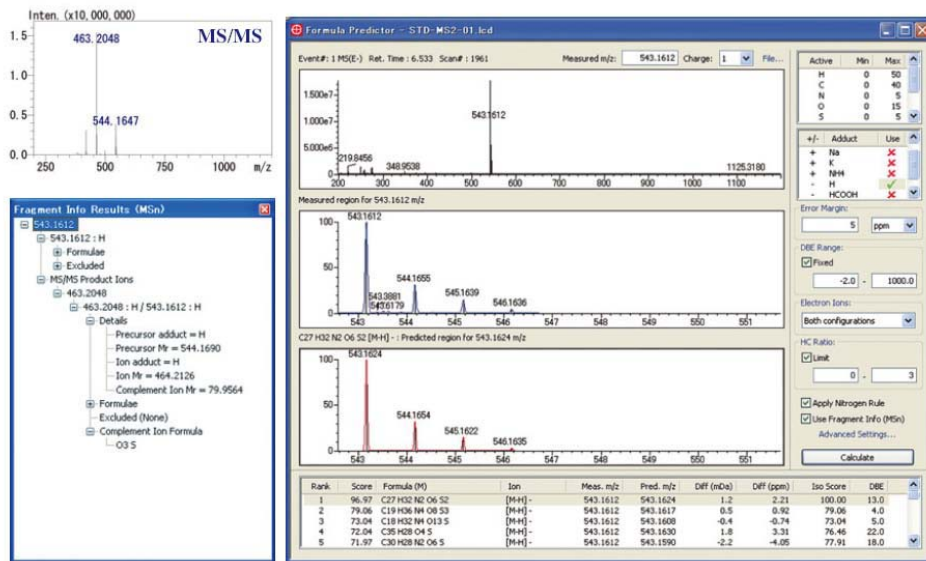 Inten. (x10,000,000)
MS/MS
1.5
463.2048
1.0
0.5
544.1647
0.0
250 500 750 1000 m/z
Fragment Info Results (MSn)
543.1612
543.1612 : H
Formulae
Excluded
MS/MS Product Ions
463.2048
463.2048 : H / 543.1612 : H
Details
Precursor adduct = H
Precursor Mr = 544.1690
Ion adduct = H
Ion Mr = 464.2126
Complement Ion Mr = 79.9564
Formulae
Excluded (None)
Complement Ion Formula
O3 S
Formula Predictor - STD-MS2-01.lcd
Event#: 1 MS(E-) Ret. Time : 6.533 Scan# : 1961 Measured m/z: 543.1612 Charge: 1 File...
1.500e7
543.1612
1.000e7
5.000e6
219.8456
348.9538
1125.3180
0.000e0
200 300 400 500 600 700 800 900 1000 1100
Measured region for 543.1612 m/z
543.1612
100
50
543.3881
543.6179
544.1655
545.1639
546.1636
0
543 544 545 546 547 548 549 550 551
C27 H32 N2 O6 S2 [M-H]- : Predicted region for 543.1624 m/z
543.1624
100
50
544.1654
545.1622
546.1635
0
543 544 545 546 547 548 549 550 551
Active Min Max
H 0 50
C 0 40
N 0 5
O 0 15
S 0 5
+/- Adduct Use
+ Na
+ K
+ NH4
- H
- HCOOH
Error Margin:
5 ppm
DBE Range:
Fixed
-2.0 - 1000.0
Electron Ions:
Both configurations
HC Ratio:
Limit
0 - 3
Apply Nitrogen Rule
Use Fragment Info (MSn)
Advanced Settings...
Calculate
Rank Score Formula (M) Ion Meas. m/z Pred. m/z Diff (mDa) Diff (ppm) Iso Score DBE
1 96.97 C27 H32 N2 O6 S2 [M-H]- 543.1612 543.1624 1.2 2.21 100.00 13.0
2 79.06 C19 H36 N4 O8 S3 [M-H]- 543.1612 543.1617 0.5 0.92 79.06 4.0
3 73.04 C18 H32 N4 O13 S [M-H]- 543.1612 543.1608 -0.4 -0.74 73.04 5.0
4 72.04 C35 H28 O4 S [M-H]- 543.1612 543.1630 1.8 3.31 76.46 22.0
5 71.97 C30 H28 N2 O6 S [M-H]- 543.1612 543.1590 -2.2 -4.05 77.91 18.0